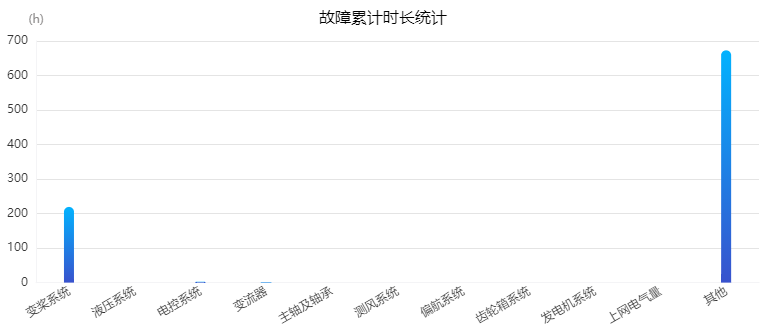 (h)
故障累计时长统计
700
600
500
400
300
200
100
0
变桨系统
液压系统
电控系统
变流器
主轴及轴承
测风系统
偏航系统
齿轮箱系统
发电机系统
上网电气量
其他